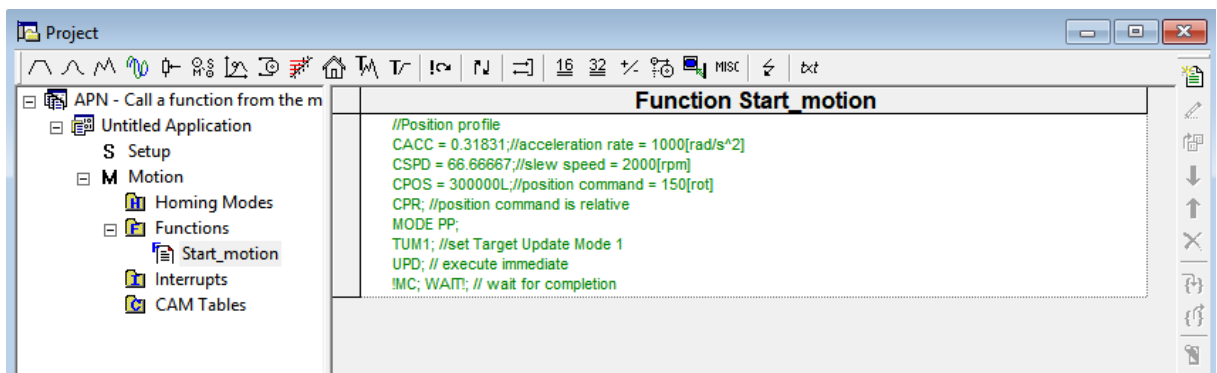 Project
16 32 +/- MISC txt
APN - Call a function from the m
Untitled Application
S Setup
M Motion
H Homing Modes
F Functions
Start_motion
I Interrupts
C CAM Tables
Function Start_motion
//Position profile
CACC = 0.31831;//acceleration rate = 1000[rad/s^2]
CSPD = 66.66667;//slew speed = 2000[rpm]
CPOS = 300000L;//position command = 150[rot]
CPR; //position command is relative
MODE PP;
TUM1; //set Target Update Mode 1
UPD; // execute immediate
!MC; WAIT!; // wait for completion